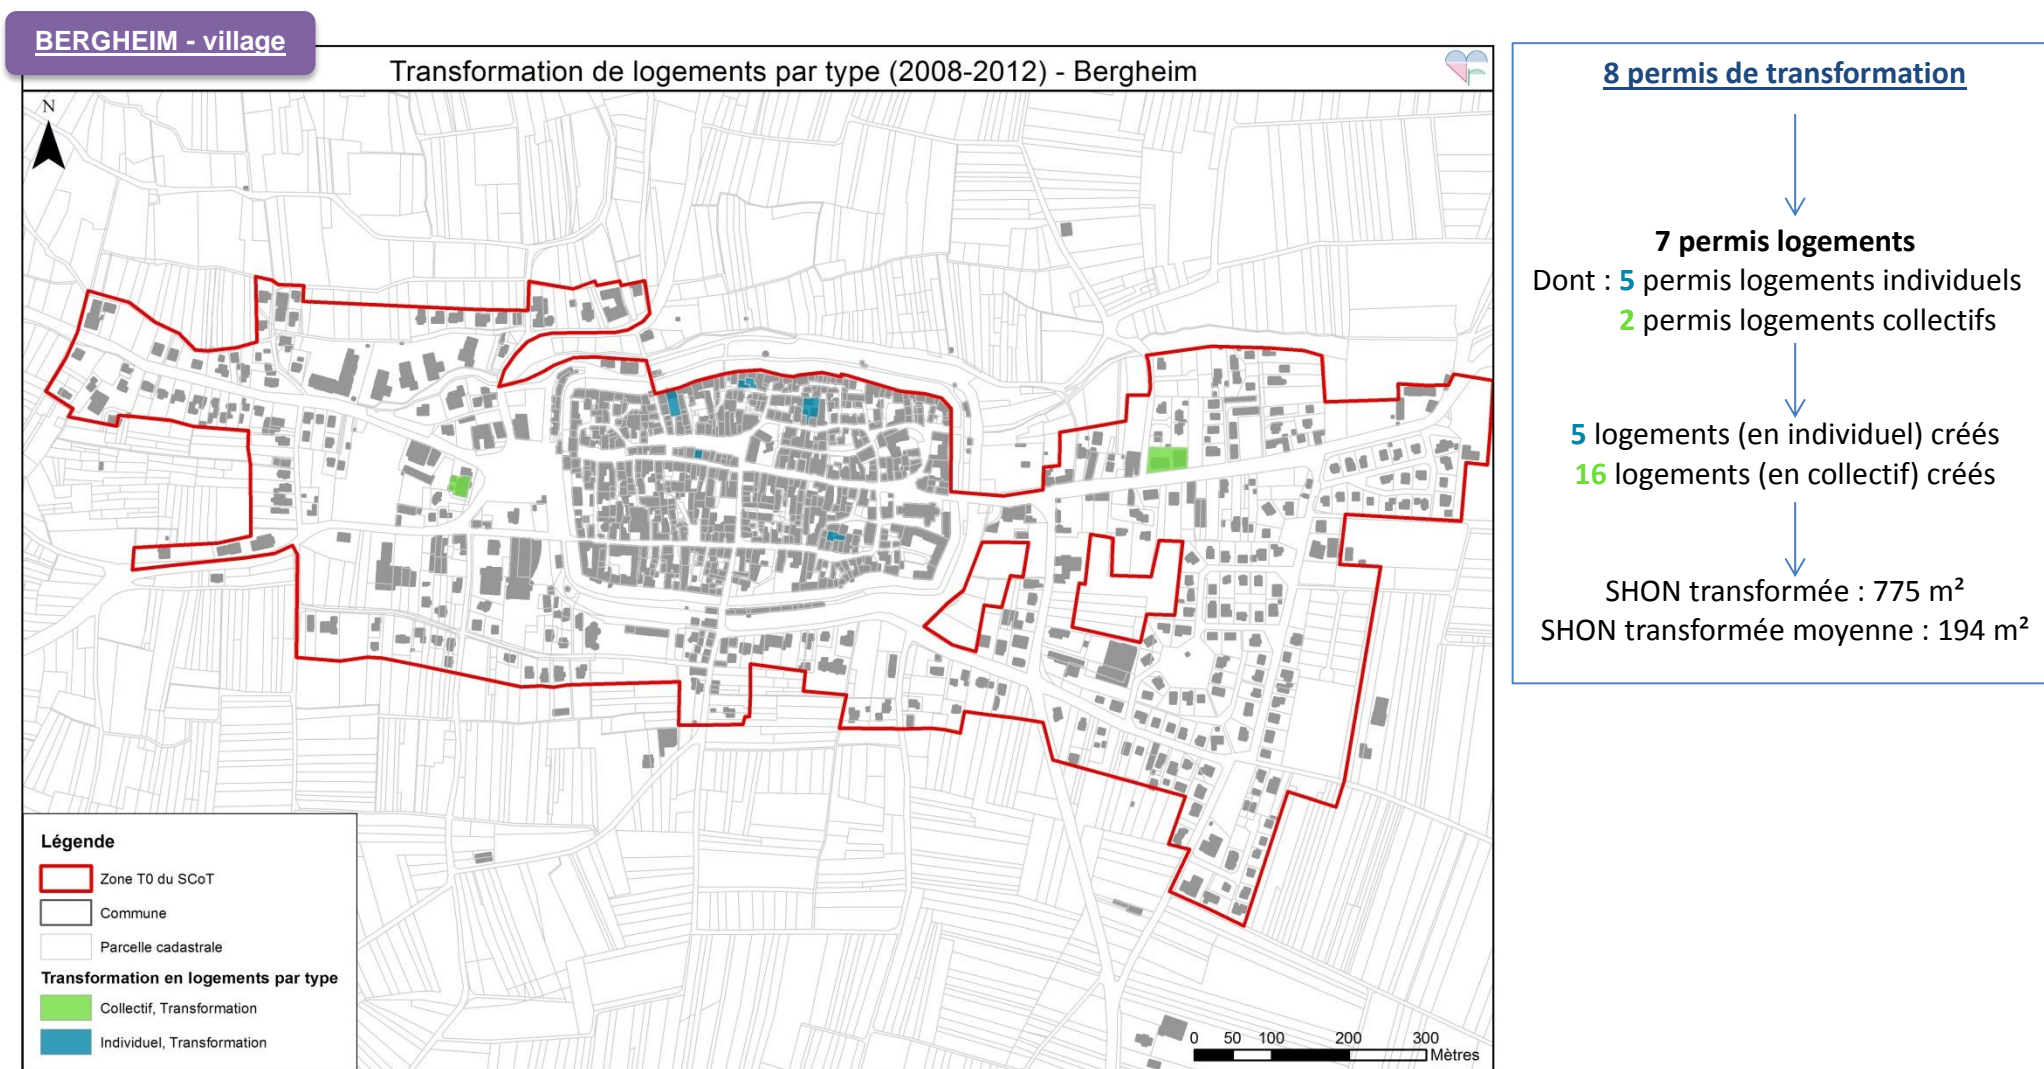 BERGHEIM - village
Transformation de logements par type (2008-2012) - Bergheim
N
Légende
Zone T0 du SCoT
Commune
Parcelle cadastrale
Transformation en logements par type
Collectif, Transformation
Individuel, Transformation
0 50 100 200 300
Mètres
8 permis de transformation
7 permis logements
Dont : 5 permis logements individuels
2 permis logements collectifs
5 logements (en individuel) créés
16 logements (en collectif) créés
SHON transformée : 775 m²
SHON transformée moyenne : 194 m²